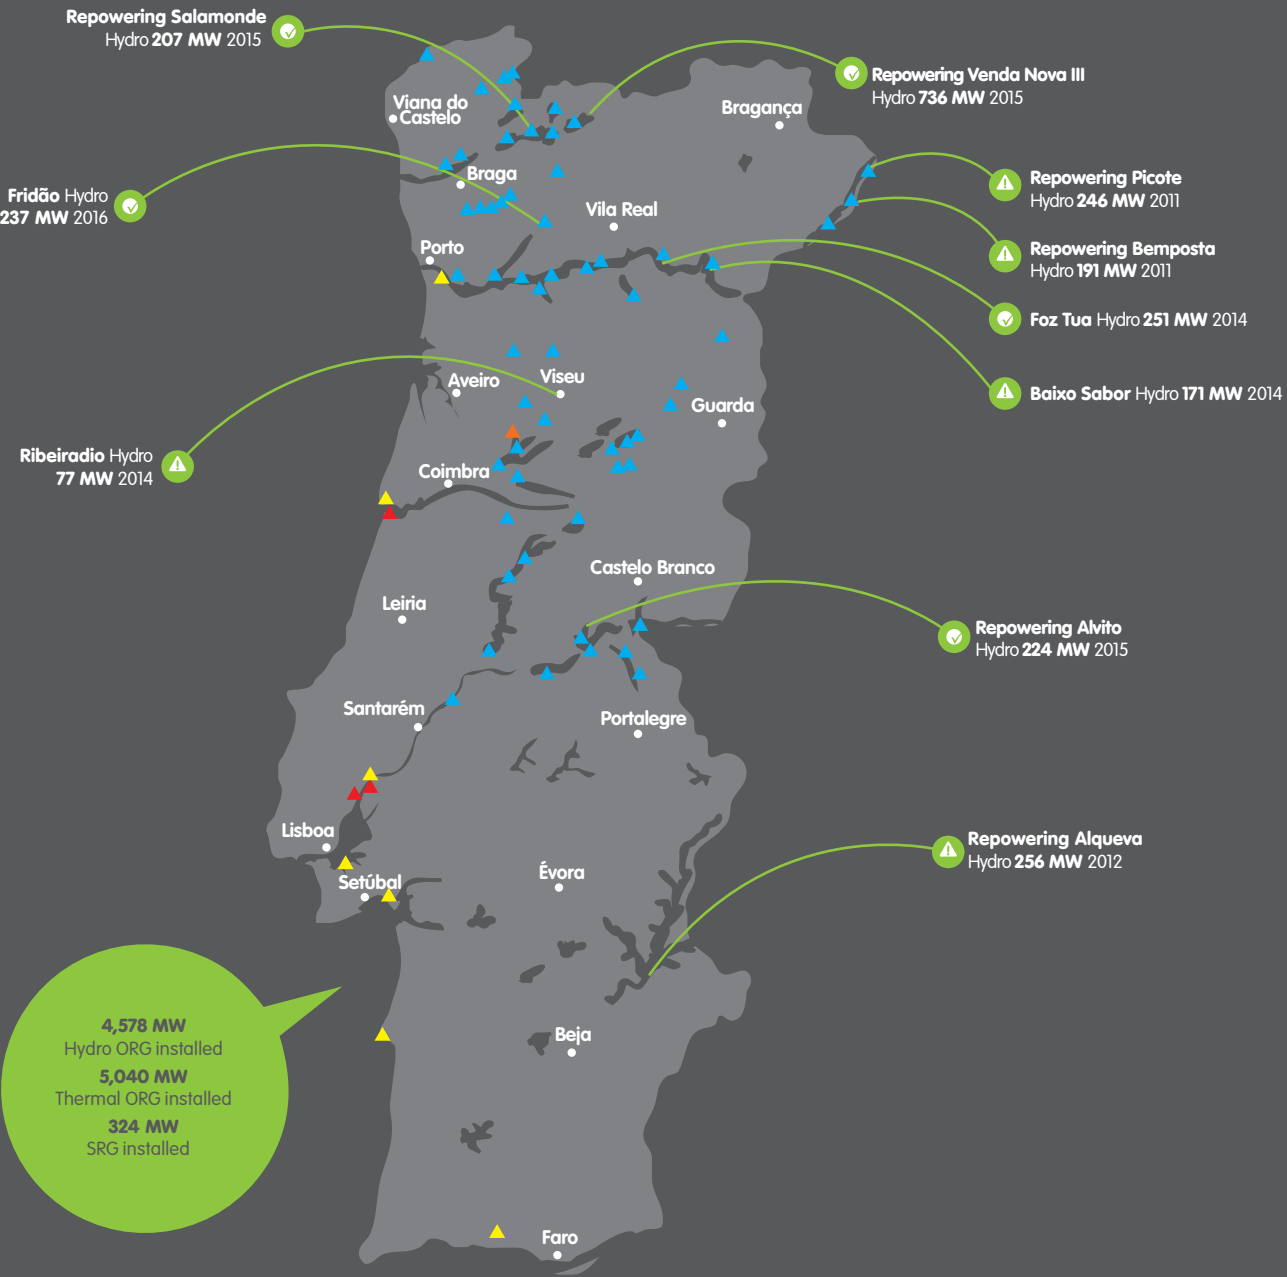 Repowering Salamonde
Hydro 207 MW 2015
Repowering Venda Nova III
Hydro 736 MW 2015
Viana do
Castelo
Bragança
Braga
Repowering Picote
Hydro 246 MW 2011
Fridão Hydro
237 MW 2016
Vila Real
Porto
Repowering Bemposta
Hydro 191 MW 2011
Foz Tua Hydro 251 MW 2014
Aveiro
Viseu
Guarda
Baixo Sabor Hydro 171 MW 2014
Ribeiradio Hydro
77 MW 2014
Coimbra
Castelo Branco
Leiria
Repowering Alvito
Hydro 224 MW 2015
Santarém
Portalegre
Lisboa
Repowering Alqueva
Hydro 256 MW 2012
Setúbal
Évora
4,578 MW
Hydro ORG installed
5,040 MW
Thermal ORG installed
324 MW
SRG installed
Beja
Faro